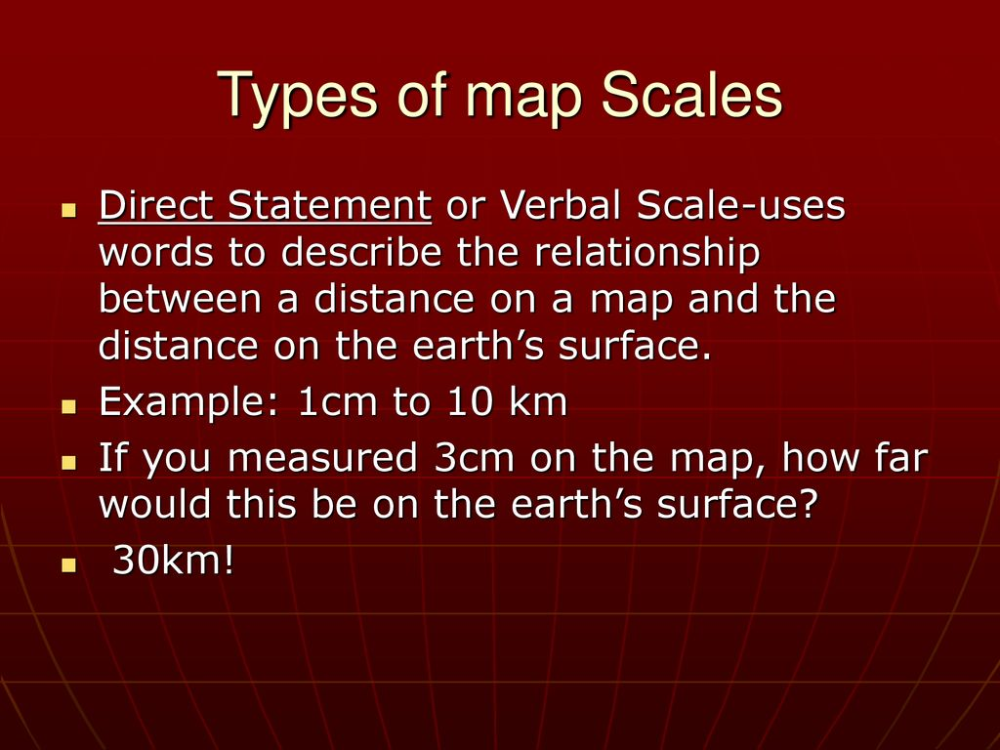 Types of map Scales
Direct Statement or Verbal Scale-uses
words to describe the relationship
between a distance on a map and the
distance on the earth’s surface.
Example: 1cm to 10 km
If you measured 3cm on the map, how far
would this be on the earth’s surface?
30km!